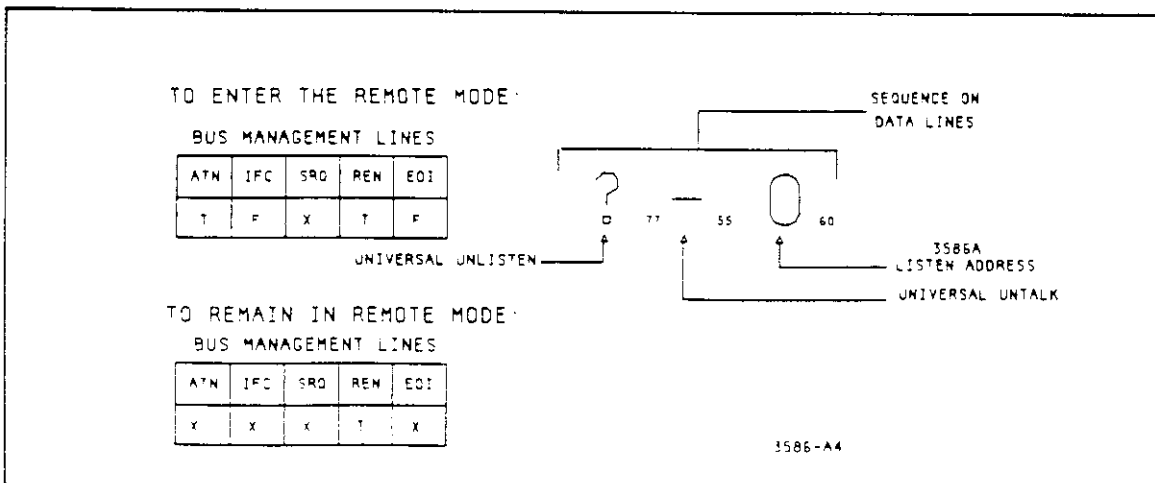 TO ENTER THE REMOTE MODE:
BUS MANAGEMENT LINES
ATN IFC SRQ REN EOI
T F X T F
SEQUENCE ON
DATA LINES
? 77 — 55 0 60
UNIVERSAL UNLISTEN
3586A
LISTEN ADDRESS
UNIVERSAL UNTALK
TO REMAIN IN REMOTE MODE:
BUS MANAGEMENT LINES
ATN IFC SRQ REN EOI
X X X T X
3586-A4